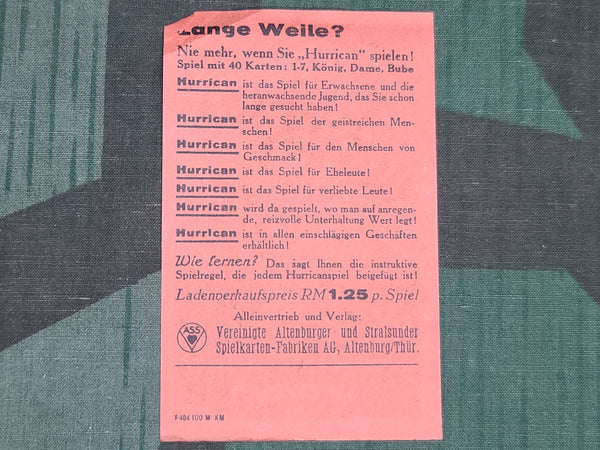 Lange Weile?
Nie mehr, wenn Sie „Hurrican" spielen!
Spiel mit 40 Karten: 1-7, König, Dame, Bube
Hurrican ist das Spiel für Erwachsene und die
heranwachsende Jugend, das Sie schon
lange gesucht haben!
Hurrican ist das Spiel der geistreichen Men-
schen!
Hurrican ist das Spiel für den Menschen von
Geschmack!
Hurrican ist das Spiel für Eheleute!
Hurrican ist das Spiel für verliebte Leute!
Hurrican wird da gespielt, wo man auf anregen-
de, reizvolle Unterhaltung Wert legt!
Hurrican ist in allen einschlägigen Geschäften
erhältlich!
Wie lernen? Das sagt Ihnen die instruktive
Spielregel, die jedem Hurricanspiel beigefügt ist!
Ladenverkaufspreis RM 1.25 p. Spiel
Alleinvertrieb und Verlag:
ASS Vereinigte Altenburger und Stralsunder
Spielkarten-Fabriken AG, Altenburg/Thür.
F 484 100 M KM